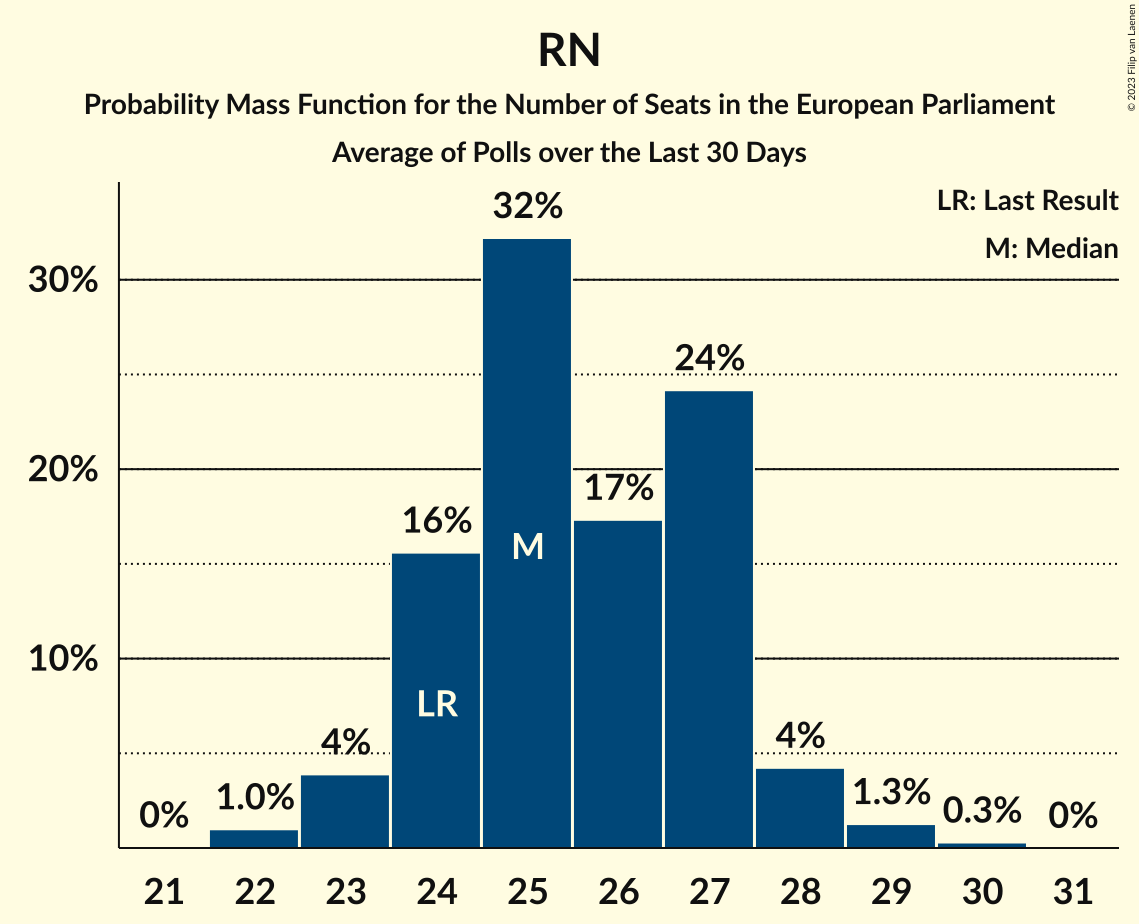 RN
Probability Mass Function for the Number of Seats in the European Parliament
Average of Polls over the Last 30 Days
© 2023 Filip van Laenen
LR: Last Result
M: Median
30%
20%
10%
0%
1.0%
4%
16%
32%
17%
24%
4%
1.3%
0.3%
0%
LR
M
21 22 23 24 25 26 27 28 29 30 31